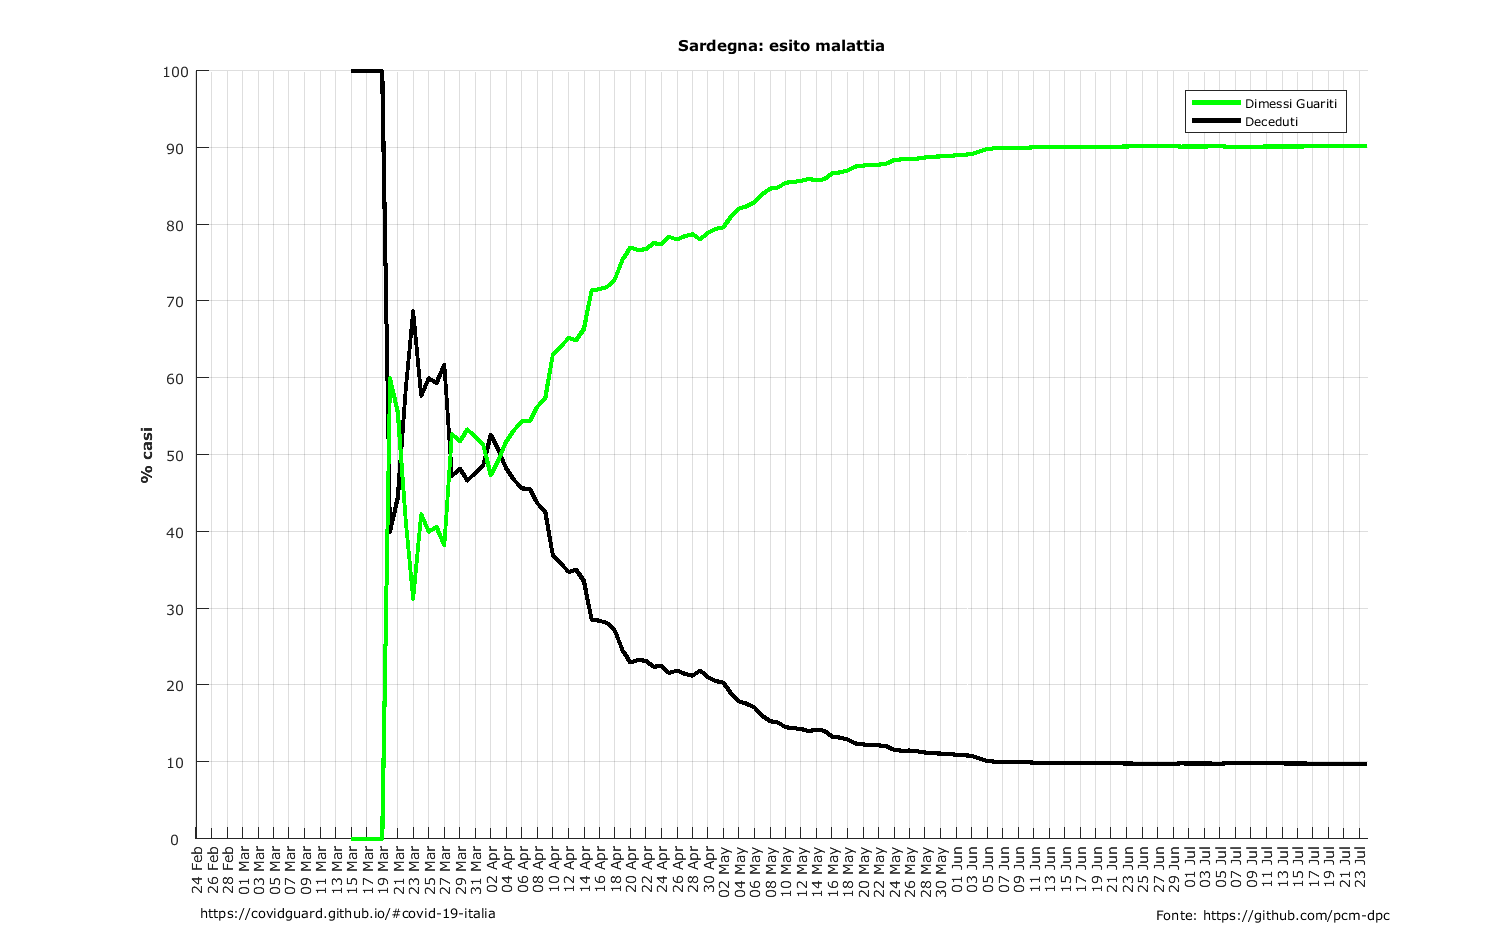 Sardegna: esito malattia
100
90
80
70
60
50
40
30
20
10
0
% casi
Dimessi Guariti
Deceduti
24 Feb
26 Feb
28 Feb
01 Mar
03 Mar
05 Mar
07 Mar
09 Mar
11 Mar
13 Mar
15 Mar
17 Mar
19 Mar
21 Mar
23 Mar
25 Mar
27 Mar
29 Mar
31 Mar
02 Apr
04 Apr
06 Apr
08 Apr
10 Apr
12 Apr
14 Apr
16 Apr
18 Apr
20 Apr
22 Apr
24 Apr
26 Apr
28 Apr
30 Apr
02 May
04 May
06 May
08 May
10 May
12 May
14 May
16 May
18 May
20 May
22 May
24 May
26 May
28 May
30 May
01 Jun
03 Jun
05 Jun
07 Jun
09 Jun
11 Jun
13 Jun
15 Jun
17 Jun
19 Jun
21 Jun
23 Jun
25 Jun
27 Jun
29 Jun
01 Jul
03 Jul
05 Jul
07 Jul
09 Jul
11 Jul
13 Jul
15 Jul
17 Jul
19 Jul
21 Jul
23 Jul
https://covidguard.github.io/#covid-19-italia
Fonte: https://github.com/pcm-dpc